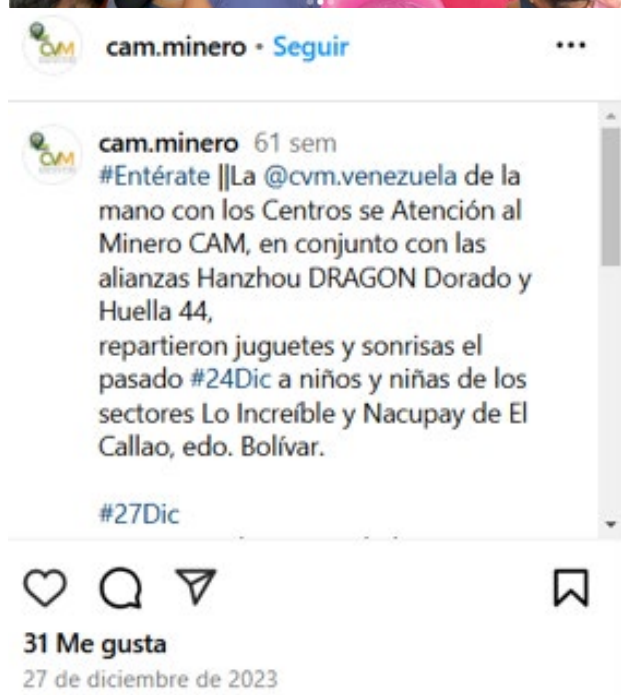 CVM
cam.minero • Seguir
CVM
cam.minero 61 sem
#Entérate ||La @cvm.venezuela de la
mano con los Centros se Atención al
Minero CAM, en conjunto con las
alianzas Hanzhou DRAGON Dorado y
Huella 44,
repartieron juguetes y sonrisas el
pasado #24Dic a niños y niñas de los
sectores Lo Increíble y Nacupay de El
Callao, edo. Bolívar.
#27Dic
31 Me gusta
27 de diciembre de 2023